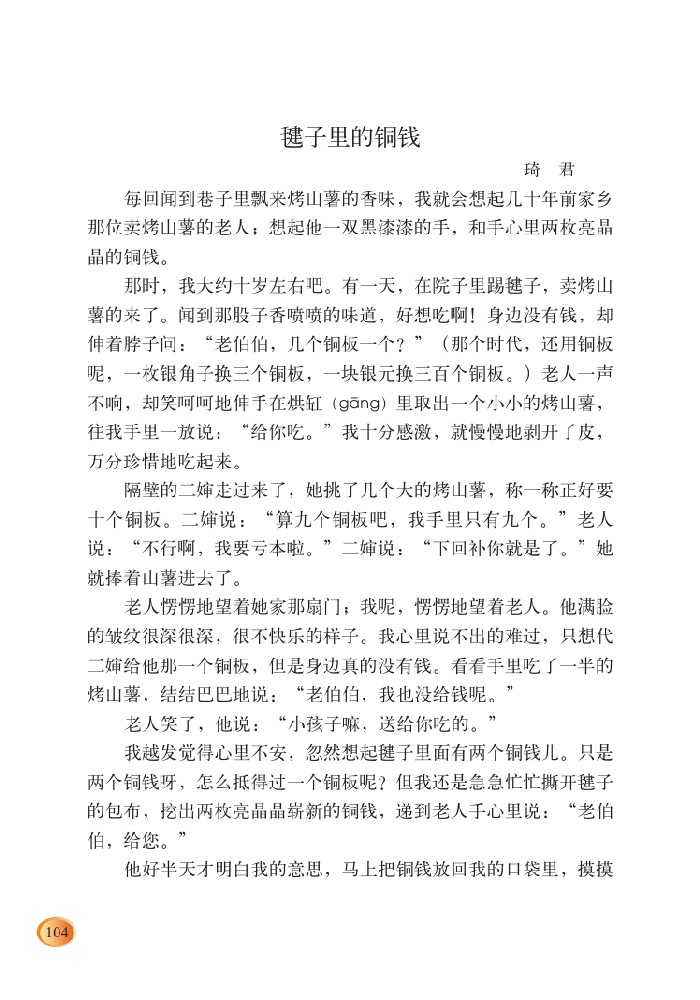 毽子里的铜钱
琦 君
每回闻到巷子里飘来烤山薯的香味，我就会想起几十年前家乡
那位卖烤山薯的老人；想起他一双黑漆漆的手，和手心里两枚亮晶
晶的铜钱。
那时，我大约十岁左右吧。有一天，在院子里踢毽子，卖烤山
薯的来了。闻到那股子香喷喷的味道，好想吃啊！身边没有钱，却
伸着脖子问：“老伯伯，几个铜板一个？”（那个时代，还用铜板
呢，一枚银角子换三个铜板，一块银元换三百个铜板。）老人一声
不响，却笑呵呵地伸手在烘缸（gāng）里取出一个小小的烤山薯，
往我手里一放说：“给你吃。”我十分感激，就慢慢地剥开了皮，
万分珍惜地吃起来。
隔壁的二婶走过来了，她挑了几个大的烤山薯，称一称正好要
十个铜板。二婶说：“算九个铜板吧，我手里只有九个。”老人
说：“不行啊，我要亏本啦。”二婶说：“下回补你就是了。”她
就捧着山薯进去了。
老人愣愣地望着她家那扇门；我呢，愣愣地望着老人。他满脸
的皱纹很深很深，很不快乐的样子。我心里说不出的难过，只想代
二婶给他那一个铜板，但是身边真的没有钱。看看手里吃了一半的
烤山薯，结结巴巴地说：“老伯伯，我也没给钱呢。”
老人笑了，他说：“小孩子嘛，送给你吃的。”
我越发觉得心里不安，忽然想起毽子里面有两个铜钱儿。只是
两个铜钱呀，怎么抵得过一个铜板呢？但我还是急急忙忙撕开毽子
的包布，挖出两枚亮晶晶崭新的铜钱，递到老人手心里说：“老伯
伯，给您。”
他好半天才明白我的意思，马上把铜钱放回我的口袋里，摸摸
104